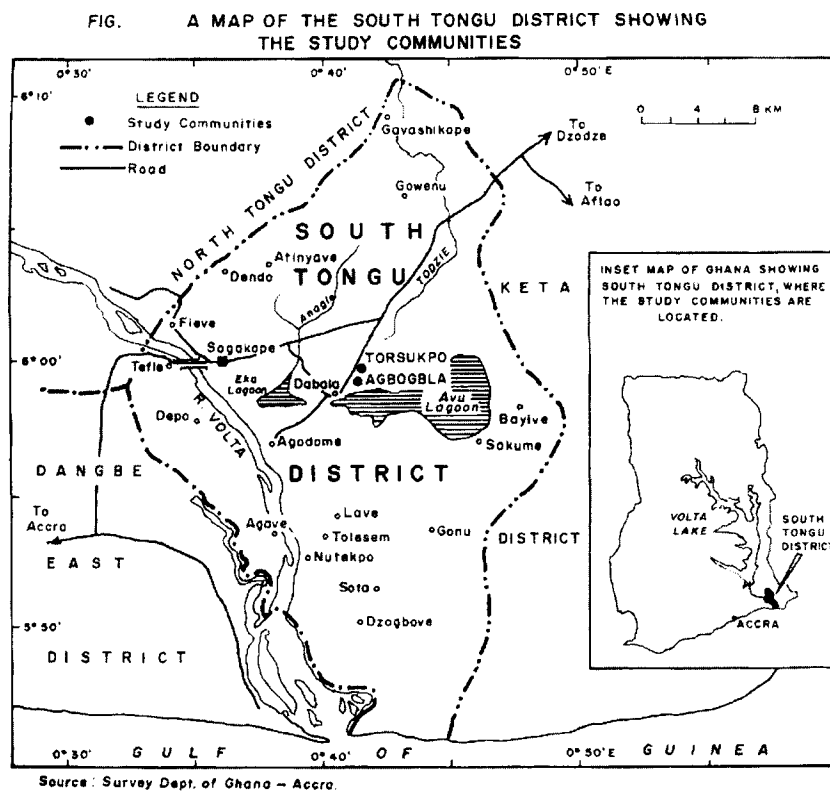 FIG. A MAP OF THE SOUTH TONGU DISTRICT SHOWING
THE STUDY COMMUNITIES
0°30' 0°40' 0°50'E
6°10'
LEGEND
Study Communities
District Boundary
Road
0 4 8 KM
To
Dzodze
To
Aflao
Gavashikope
Gowenu
NORTH TONGU DISTRICT
SOUTH
TONGU
Atinyave
Dendo
Anagle
TODZIE
KETA
Fieve
Sogakope
6°00'
Tefle
TORSUKPO
AGBOGBLA
Eka
Lagoon
Dabala
Avu
Lagoon
Bayive
Depo
R. VOLTA
Agodome
Sokume
DISTRICT
DANGBE
To
Accra
Lave
Agave
Tolasem
Gonu
DISTRICT
Nutekpo
EAST
Sota
Dzogbove
5°50'
DISTRICT
INSET MAP OF GHANA SHOWING
SOUTH TONGU DISTRICT, WHERE
THE STUDY COMMUNITIES ARE
LOCATED.
VOLTA
LAKE
SOUTH
TONGU
DISTRICT
ACCRA
0°30' 0°40' 0°50'E
GULF OF GUINEA
Source: Survey Dept. of Ghana – Accra.